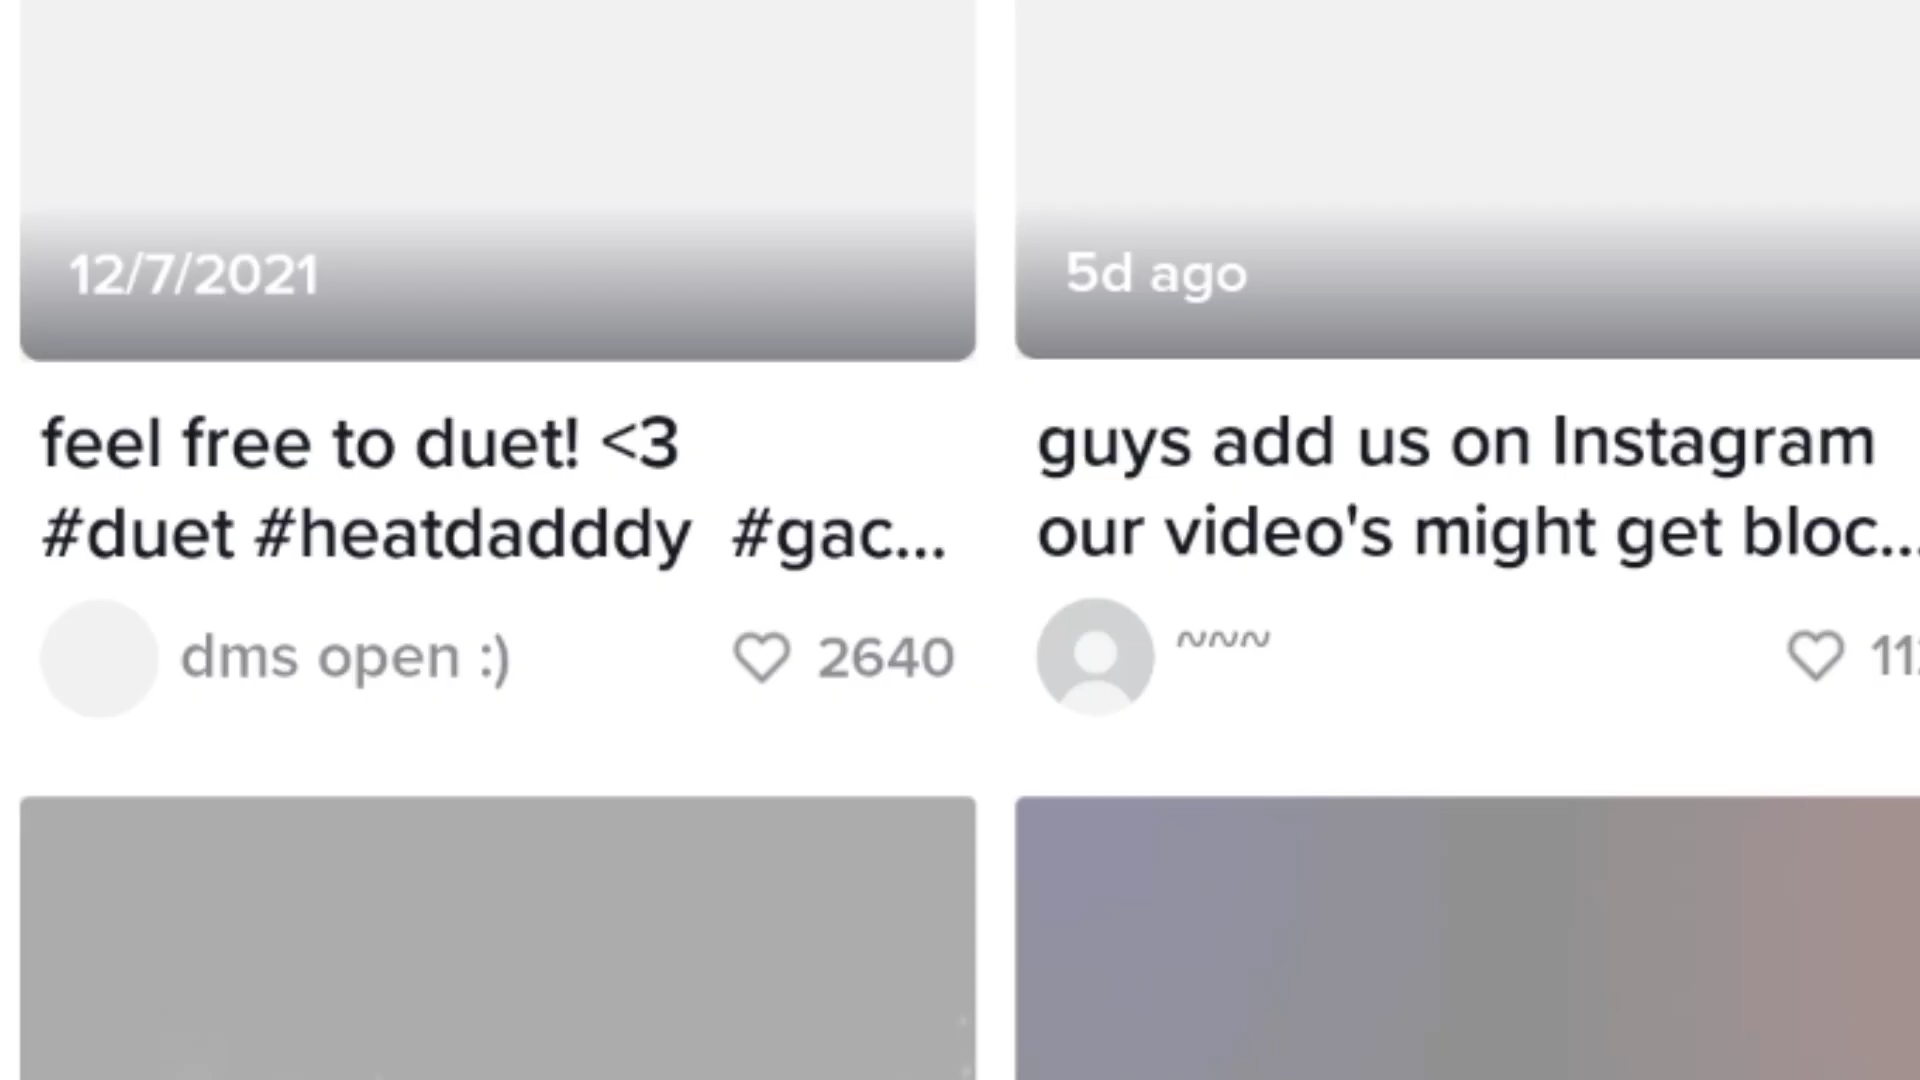 12/7/2021
feel free to duet! <3
#duet #heatdadddy #gac...
dms open :)
2640
5d ago
guys add us on Instagram
our video's might get bloc...
~~~